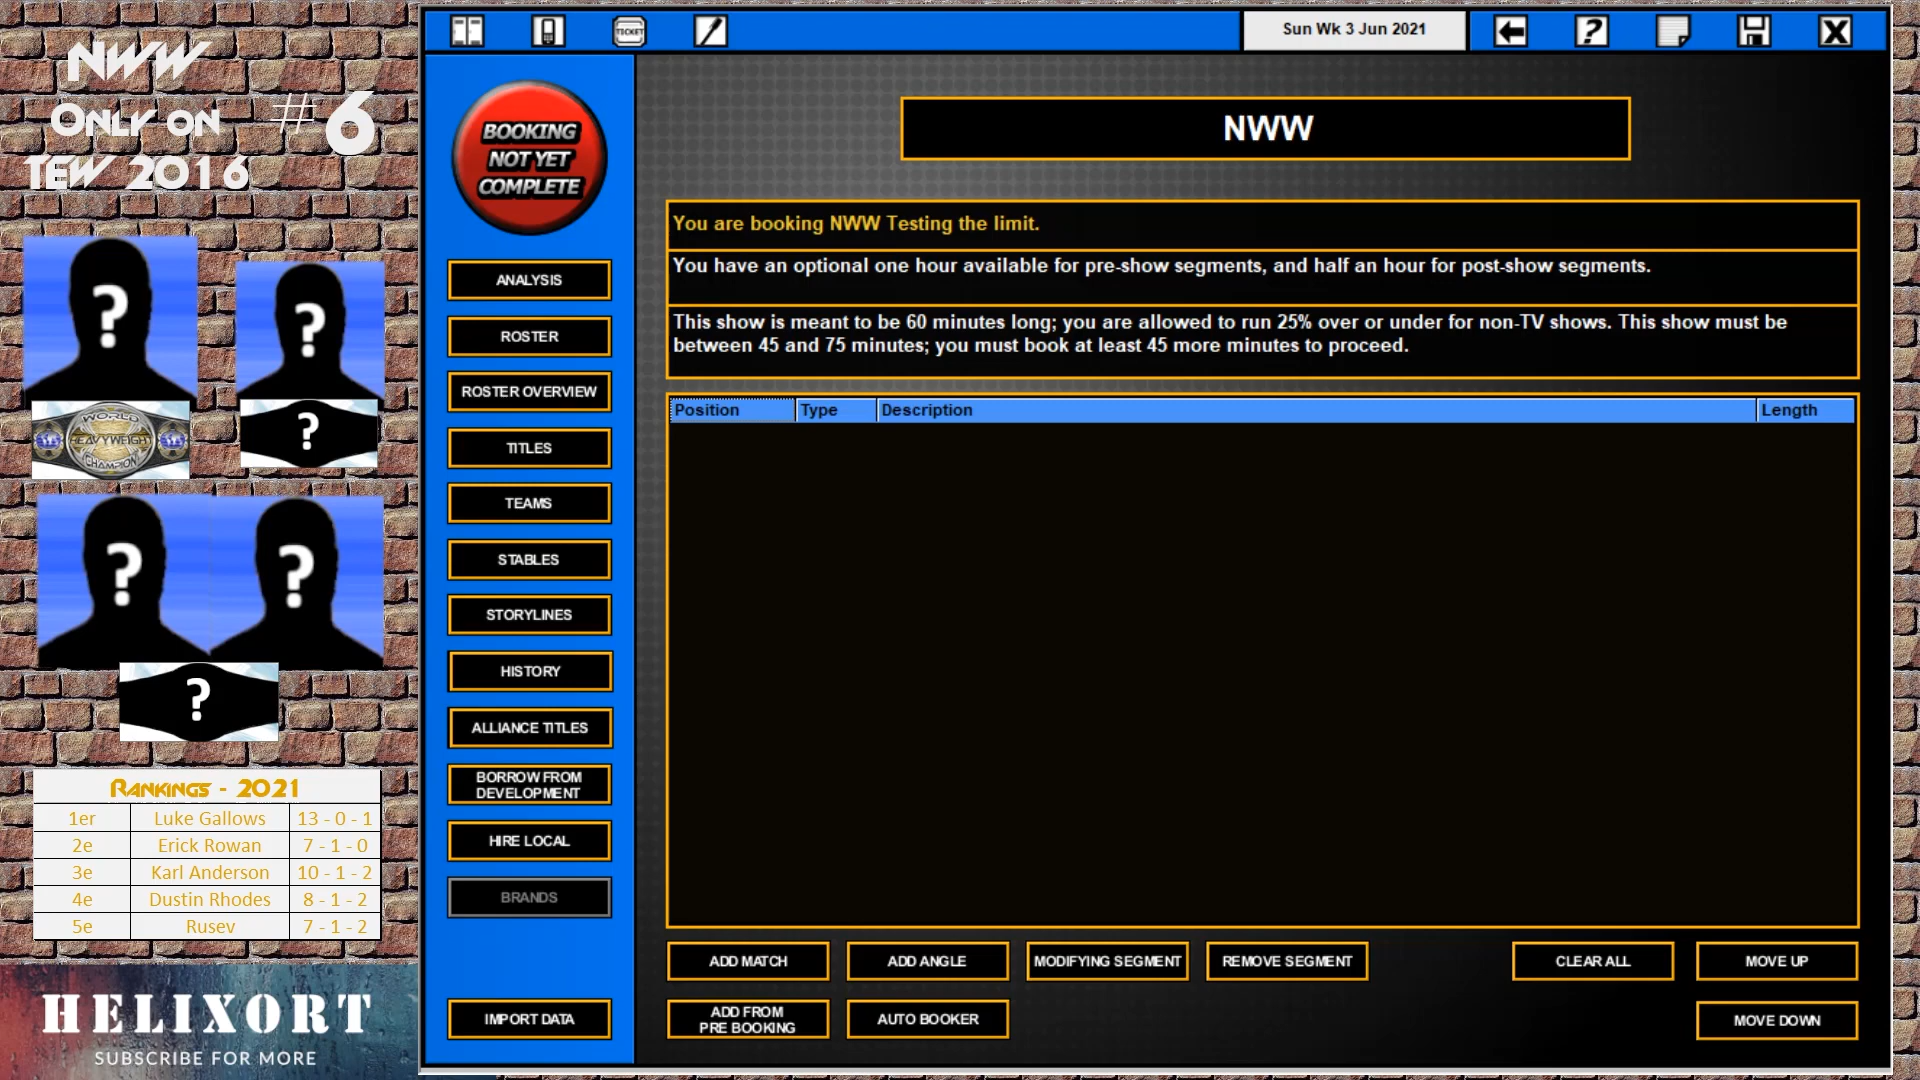 NWW
Only on
TEW 2016
#6
?
?
WORLD
HEAVYWEIGHT
CHAMPION
?
?
?
?
Rankings - 2021
1er Luke Gallows 13 - 0 - 1
2e Erick Rowan 7 - 1 - 0
3e Karl Anderson 10 - 1 - 2
4e Dustin Rhodes 8 - 1 - 2
5e Rusev 7 - 1 - 2
HELIXORT
SUBSCRIBE FOR MORE
TICKET
Sun Wk 3 Jun 2021
?
X
BOOKING
NOT YET
COMPLETE
ANALYSIS
ROSTER
ROSTER OVERVIEW
TITLES
TEAMS
STABLES
STORYLINES
HISTORY
ALLIANCE TITLES
BORROW FROM
DEVELOPMENT
HIRE LOCAL
BRANDS
IMPORT DATA
NWW
You are booking NWW Testing the limit.
You have an optional one hour available for pre-show segments, and half an hour for post-show segments.
This show is meant to be 60 minutes long; you are allowed to run 25% over or under for non-TV shows. This show must be
between 45 and 75 minutes; you must book at least 45 more minutes to proceed.
Position Type Description Length
ADD MATCH
ADD ANGLE
MODIFYING SEGMENT
REMOVE SEGMENT
CLEAR ALL
MOVE UP
ADD FROM
PRE BOOKING
AUTO BOOKER
MOVE DOWN